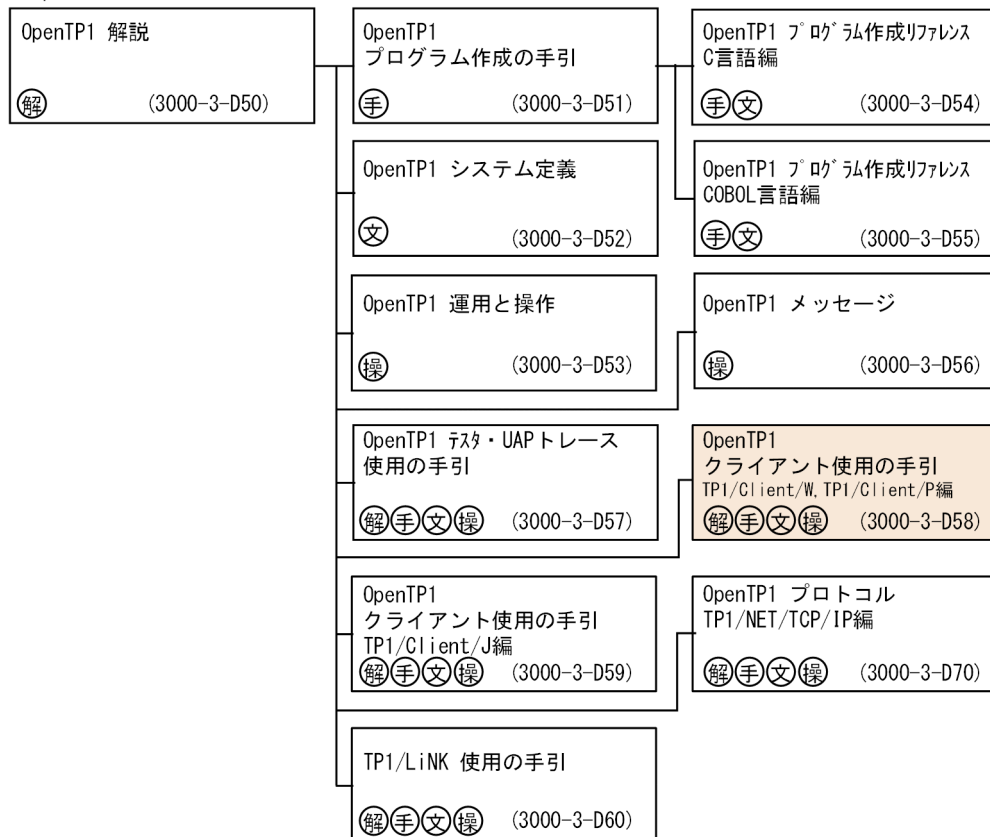 OpenTP1 解説
解 (3000-3-D50)
OpenTP1
プログラム作成の手引
手 (3000-3-D51)
OpenTP1 プログラム作成リファレンス
C言語編
手文 (3000-3-D54)
OpenTP1 システム定義
文 (3000-3-D52)
OpenTP1 プログラム作成リファレンス
COBOL言語編
手文 (3000-3-D55)
OpenTP1 運用と操作
操 (3000-3-D53)
OpenTP1 メッセージ
操 (3000-3-D56)
OpenTP1 テスタ・UAPトレース
使用の手引
解手文操 (3000-3-D57)
OpenTP1
クライアント使用の手引
TP1/Client/W, TP1/Client/P編
解手文操 (3000-3-D58)
OpenTP1
クライアント使用の手引
TP1/Client/J編
解手文操 (3000-3-D59)
OpenTP1 プロトコル
TP1/NET/TCP/IP編
解手文操 (3000-3-D70)
TP1/LiNK 使用の手引
解手文操 (3000-3-D60)